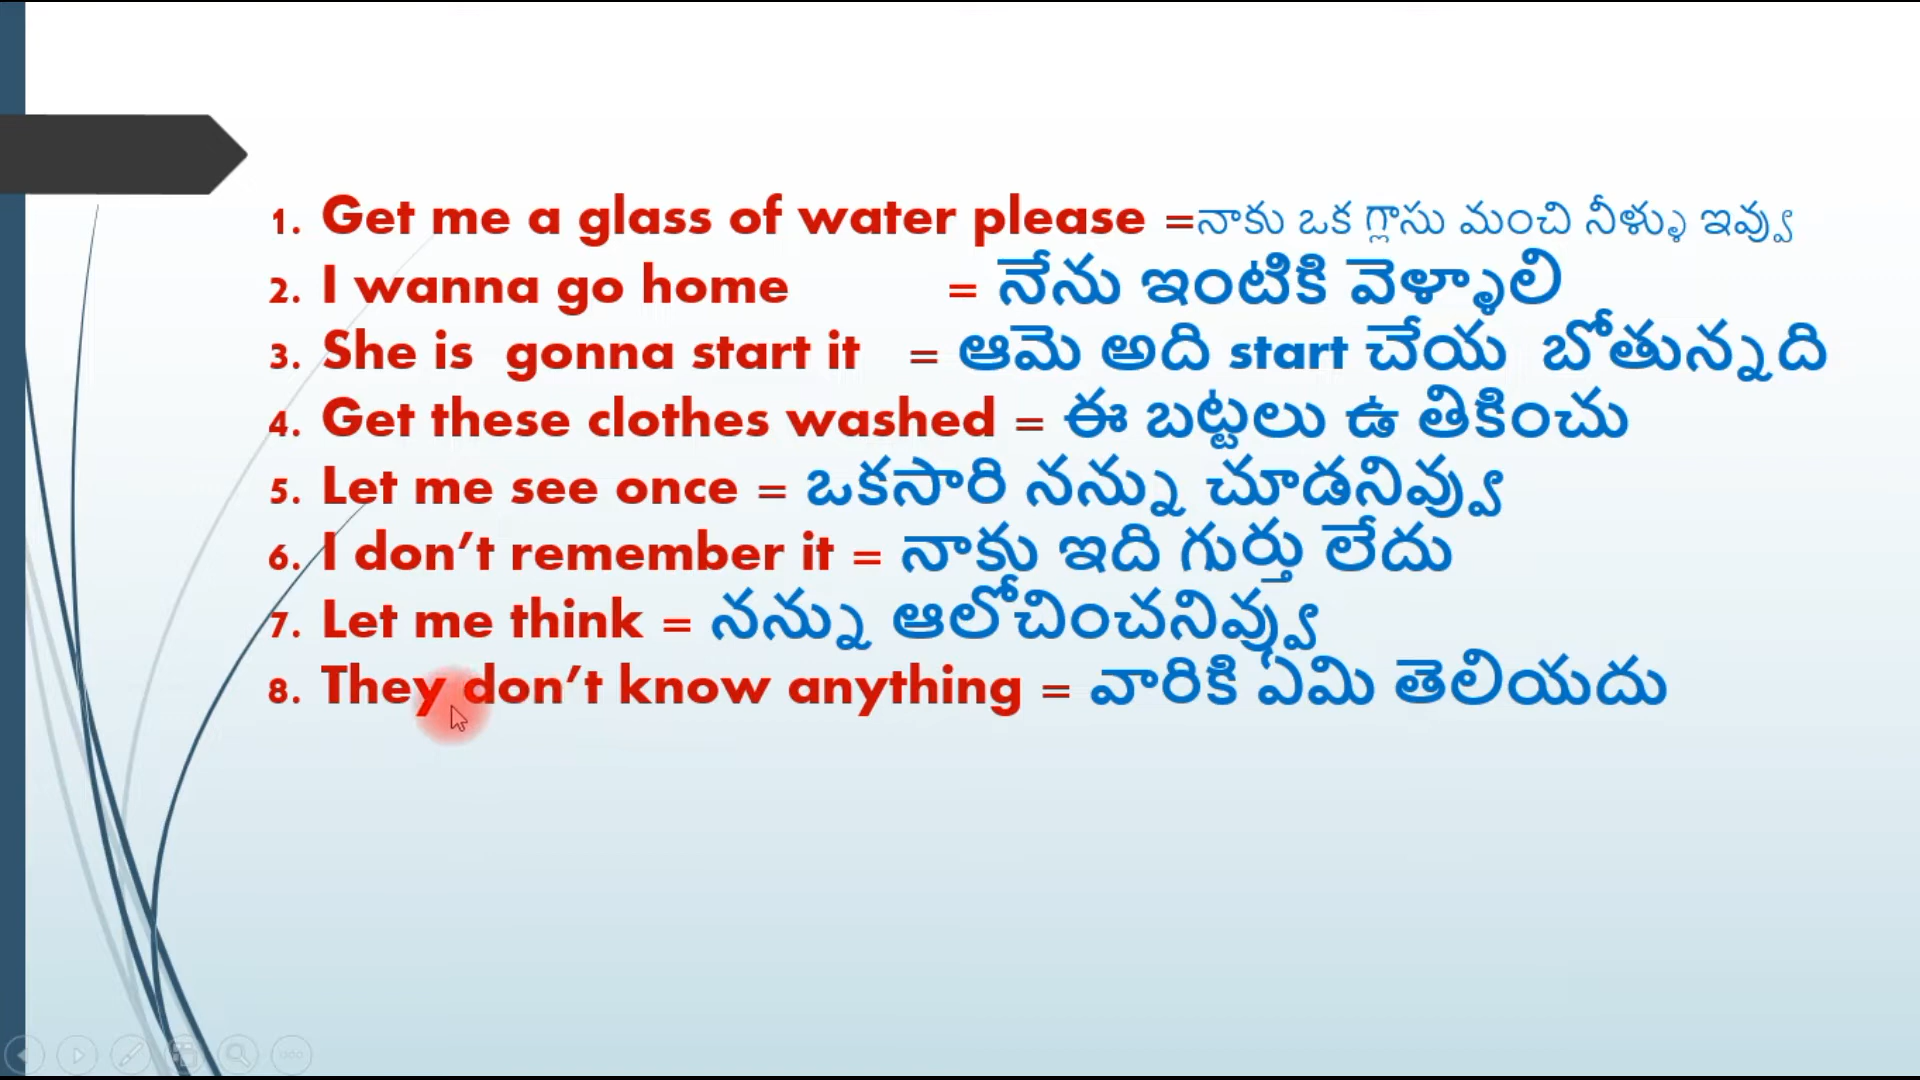 1. Get me a glass of water please =నాకు ఒక గ్లాసు మంచి నీళ్ళు ఇవ్వు
2. I wanna go home = నేను ఇంటికి వెళ్ళాలి
3. She is gonna start it = ఆమె అది start చేయ బోతున్నది
4. Get these clothes washed = ఈ బట్టలు ఉ తికించు
5. Let me see once = ఒకసారి నన్ను చూడనివ్వు
6. I don’t remember it = నాకు ఇది గుర్తు లేదు
7. Let me think = నన్ను ఆలోచించనివ్వు
8. They don’t know anything = వారికి ఏమి తెలియదు